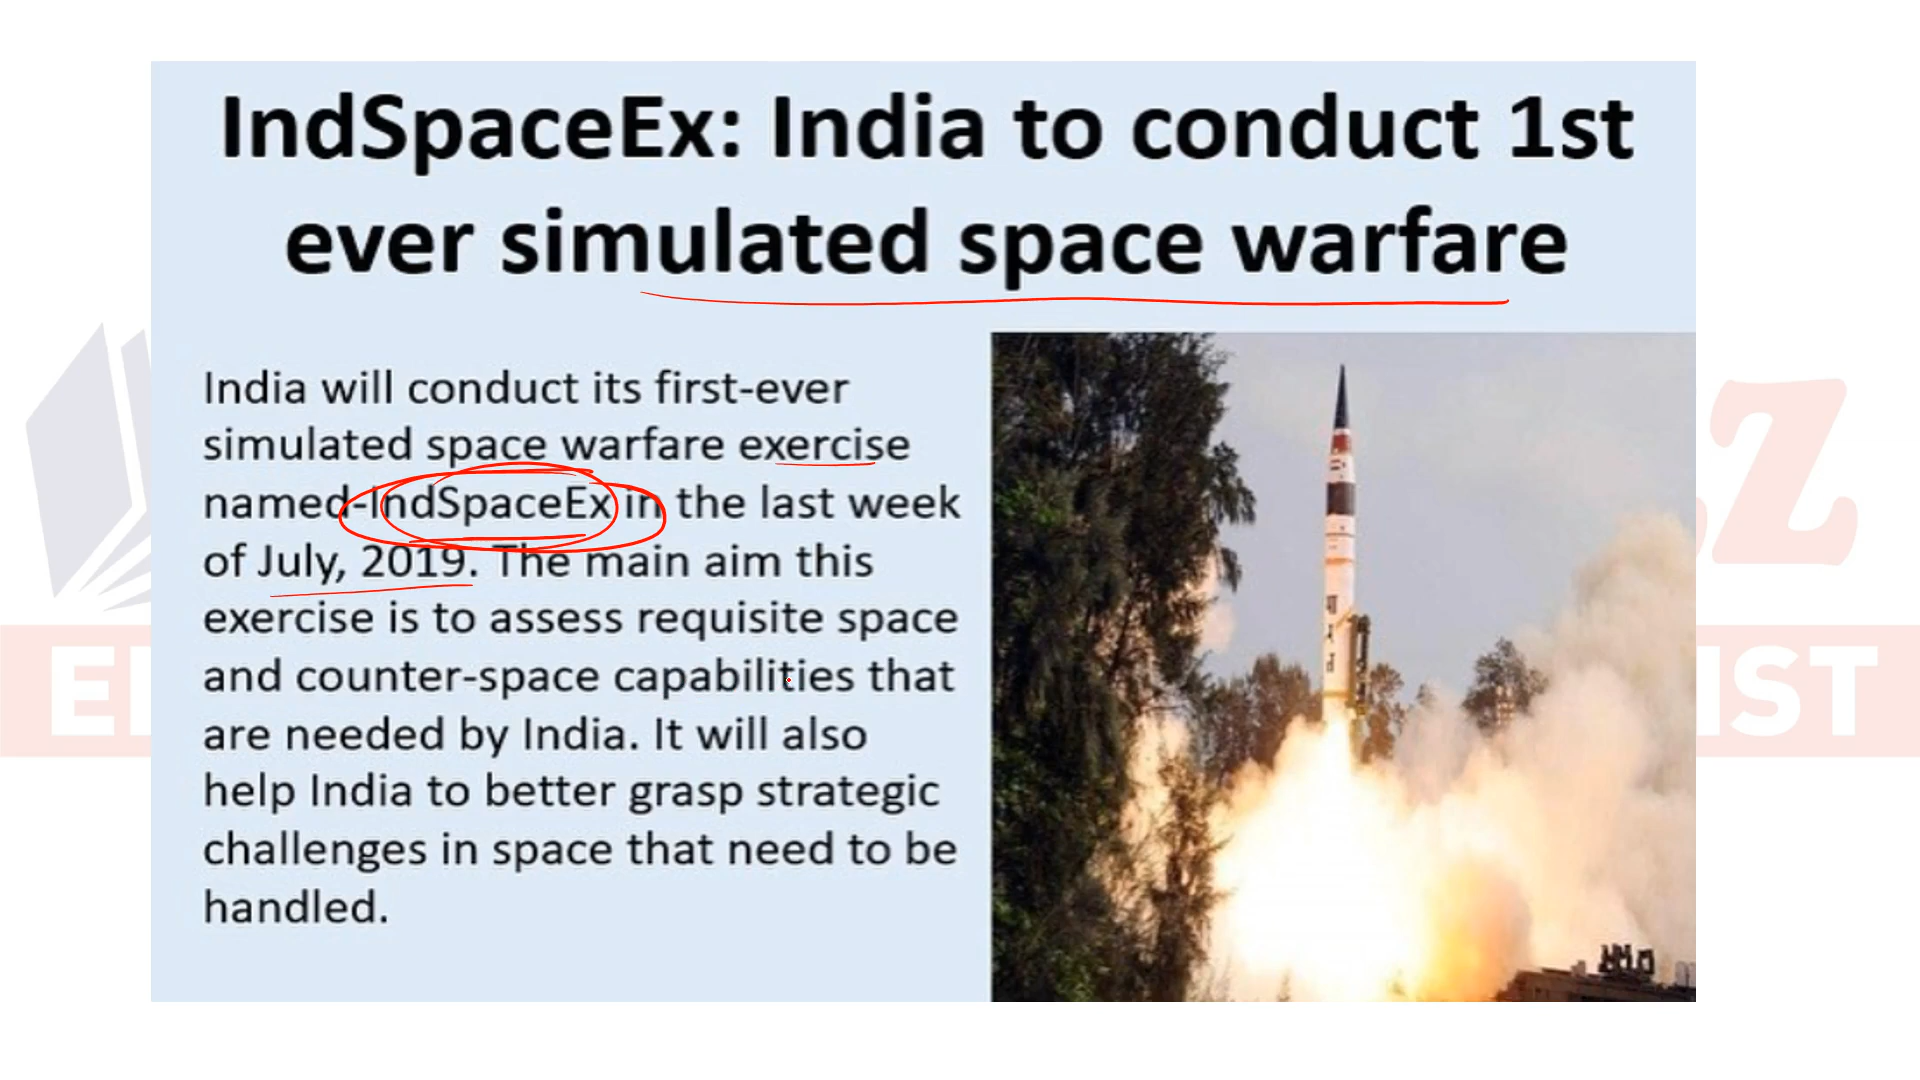 IndSpaceEx: India to conduct 1st
ever simulated space warfare
India will conduct its first-ever
simulated space warfare exercise
named-IndSpaceEx in the last week
of July, 2019. The main aim this
exercise is to assess requisite space
and counter-space capabilities that
are needed by India. It will also
help India to better grasp strategic
challenges in space that need to be
handled.